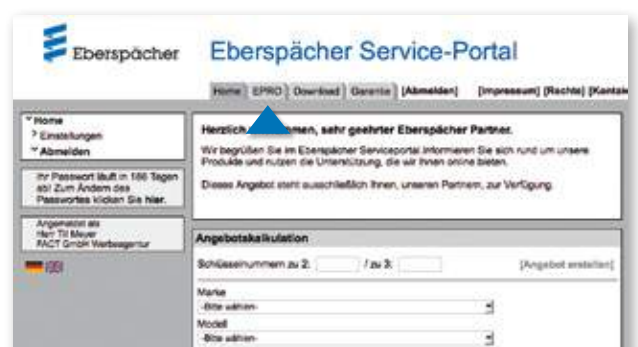 Eberspächer
Eberspächer Service-Portal
Home EPRO Download Garantie [Abmelden] [Impressum] [Rechte] [Kontak
Home
? Einstellungen
Abmelden
Ihr Passwort läuft in 166 Tagen
ab! Zum Ändern des
Passwortes klicken Sie hier.
Angemeldet als
Herr Til Meyer
PACT GmbH Werbeagentur
Herzlich men, sehr geehrter Eberspächer Partner.
Wir begrüßen Sie im Eberspächer Serviceportal. Informieren Sie sich rund um unsere
Produkte und nutzen die Unterstützung, die wir Ihnen online bieten.
Dieses Angebot steht ausschließlich Ihnen, unseren Partnern, zur Verfügung.
Angebotskalkulation
Schlüsselnummern zu 2: / zu 3: [Angebot erstellen]
Marke
-Bitte wählen-
Modell
-Bitte wählen-